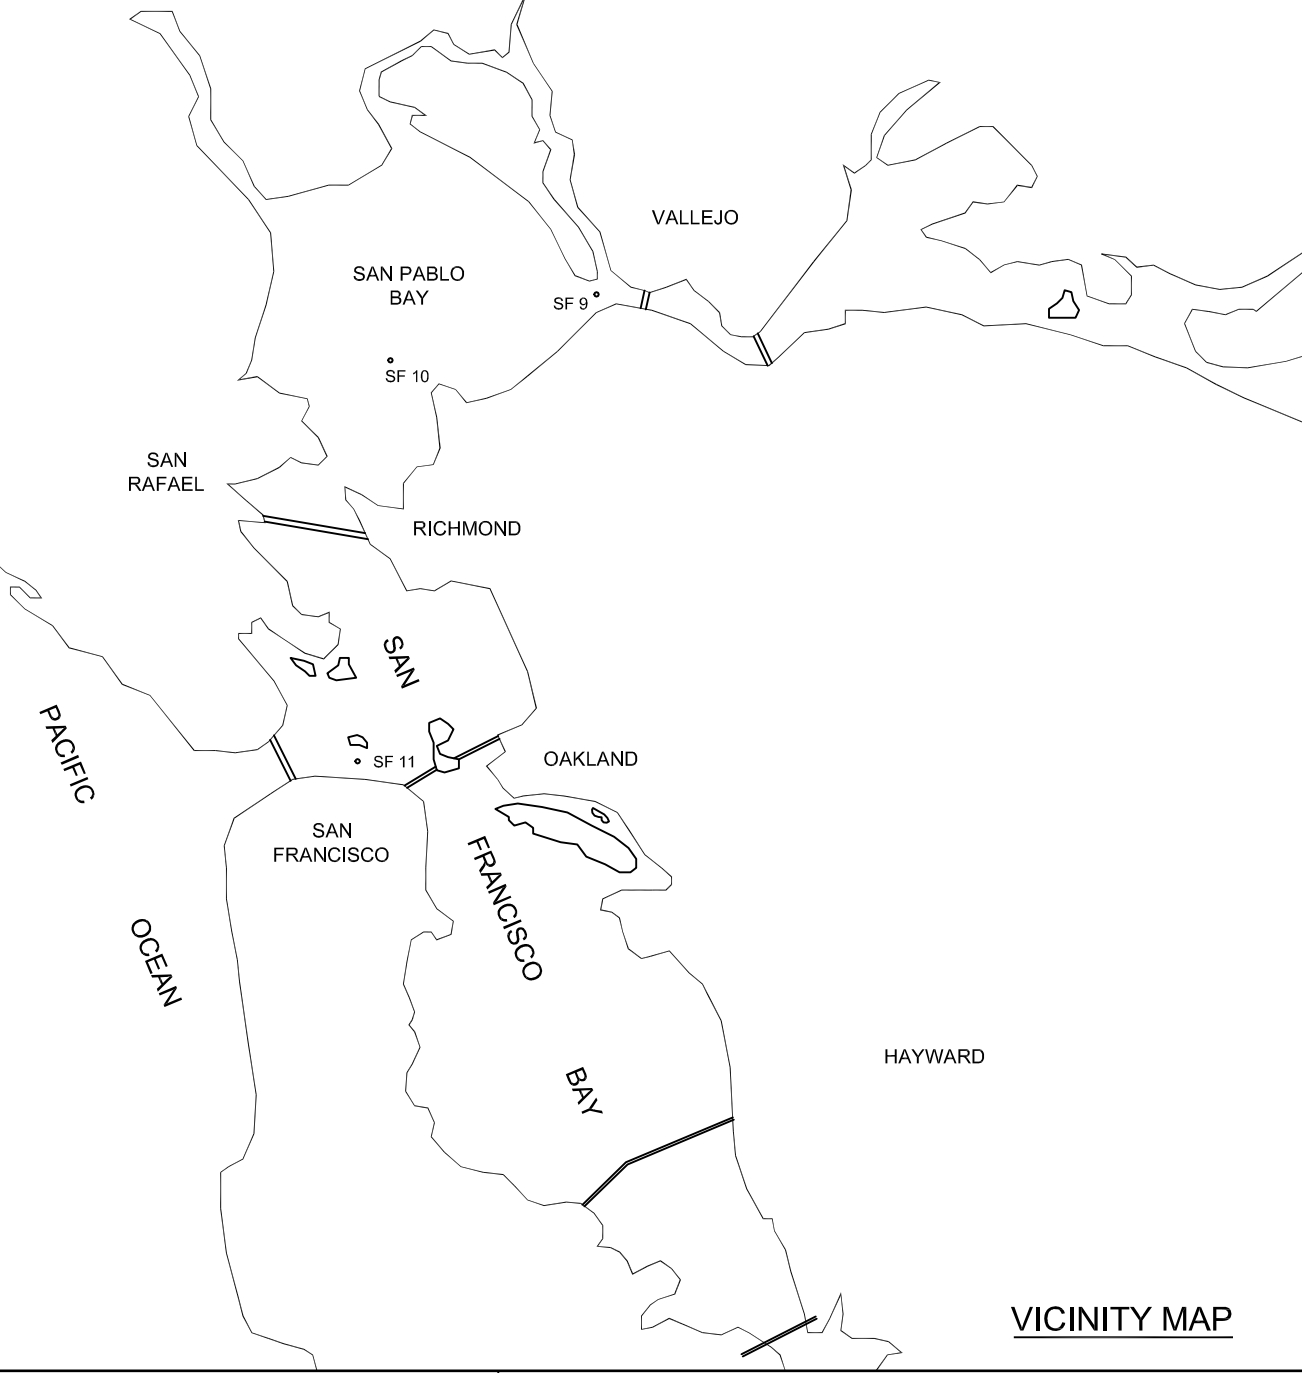 VALLEJO
SAN PABLO
BAY
SF 9
SF 10
SAN
RAFAEL
RICHMOND
SAN
PACIFIC
SF 11
OAKLAND
SAN
FRANCISCO
FRANCISCO
OCEAN
HAYWARD
BAY
VICINITY MAP